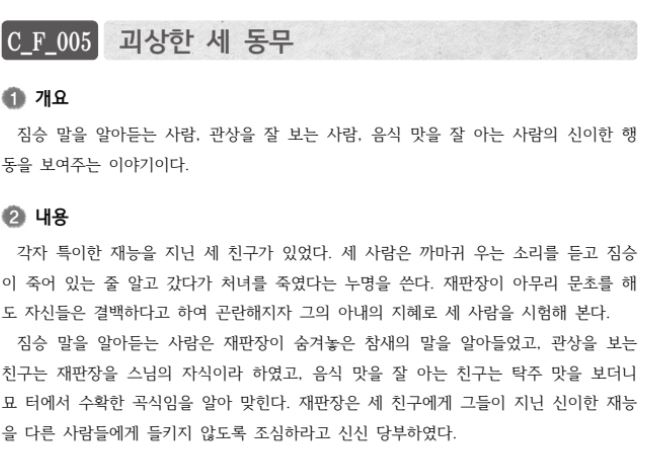 C_F_005 괴상한 세 동무
1 개요
짐승 말을 알아듣는 사람, 관상을 잘 보는 사람, 음식 맛을 잘 아는 사람의 신이한 행
동을 보여주는 이야기이다.
2 내용
각자 특이한 재능을 지닌 세 친구가 있었다. 세 사람은 까마귀 우는 소리를 듣고 짐승
이 죽어 있는 줄 알고 갔다가 처녀를 죽였다는 누명을 쓴다. 재판장이 아무리 문초를 해
도 자신들은 결백하다고 하여 곤란해지자 그의 아내의 지혜로 세 사람을 시험해 본다.
짐승 말을 알아듣는 사람은 재판장이 숨겨놓은 참새의 말을 알아들었고, 관상을 보는
친구는 재판장을 스님의 자식이라 하였고, 음식 맛을 잘 아는 친구는 탁주 맛을 보더니
묘 터에서 수확한 곡식임을 알아 맞힌다. 재판장은 세 친구에게 그들이 지닌 신이한 재능
을 다른 사람들에게 들키지 않도록 조심하라고 신신 당부하였다.